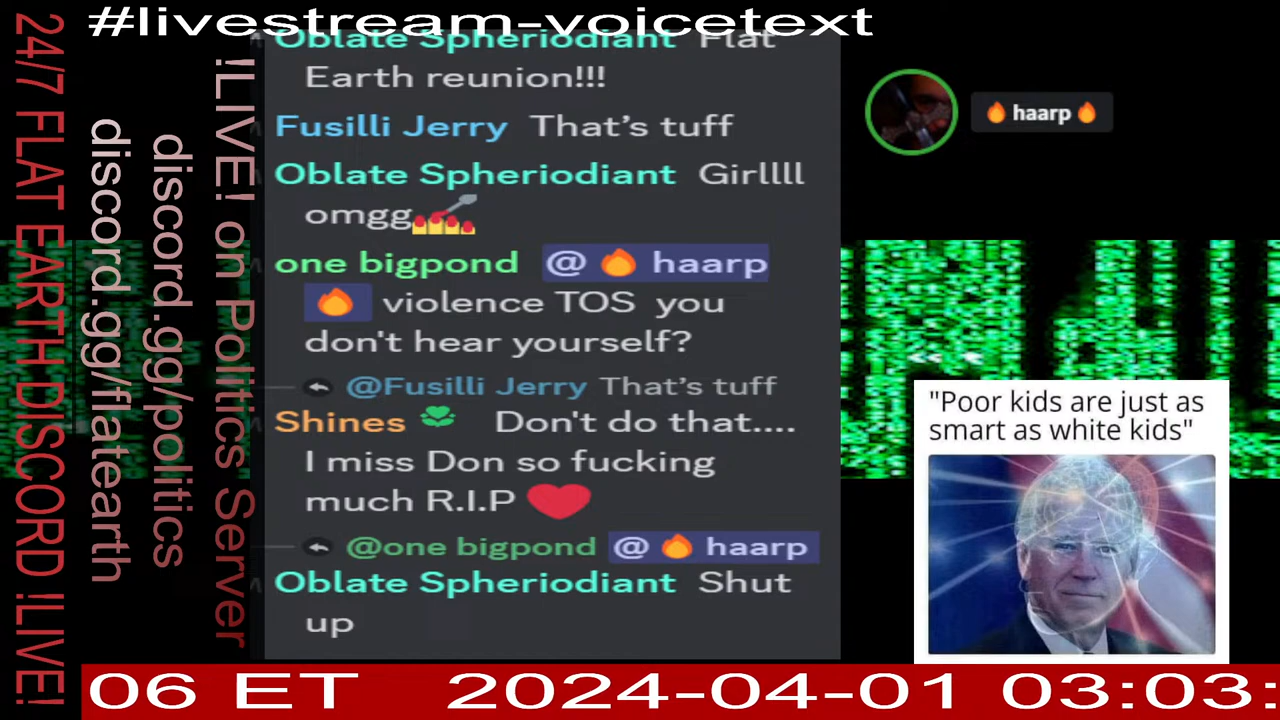 #livestream-voicetext
24/7 FLAT EARTH DISCORD !LIVE!
discord.gg/flatearth
discord.gg/politics
!LIVE! on Politics Server
Oblate Spheriodiant Flat
Earth reunion!!!
Fusilli Jerry That's tuff
Oblate Spheriodiant Girllll
omgg💅
one bigpond @🔥 haarp
🔥 violence TOS you
don't hear yourself?
@Fusilli Jerry That's tuff
Shines ☘ Don't do that....
I miss Don so fucking
much R.I.P ❤
@one bigpond @🔥 haarp
Oblate Spheriodiant Shut
up
🔥 haarp 🔥
"Poor kids are just as
smart as white kids"
06 ET 2024-04-01 03:03: